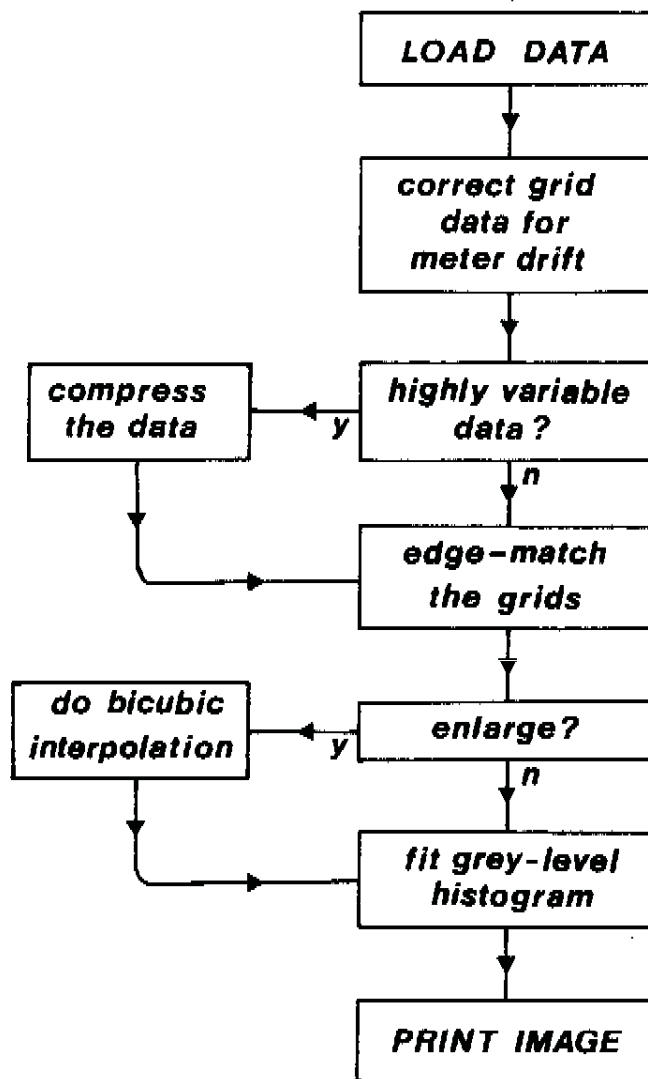 LOAD DATA
correct grid
data for
meter drift
highly variable
data?
y
n
compress
the data
edge-match
the grids
enlarge?
y
n
do bicubic
interpolation
fit grey-level
histogram
PRINT IMAGE